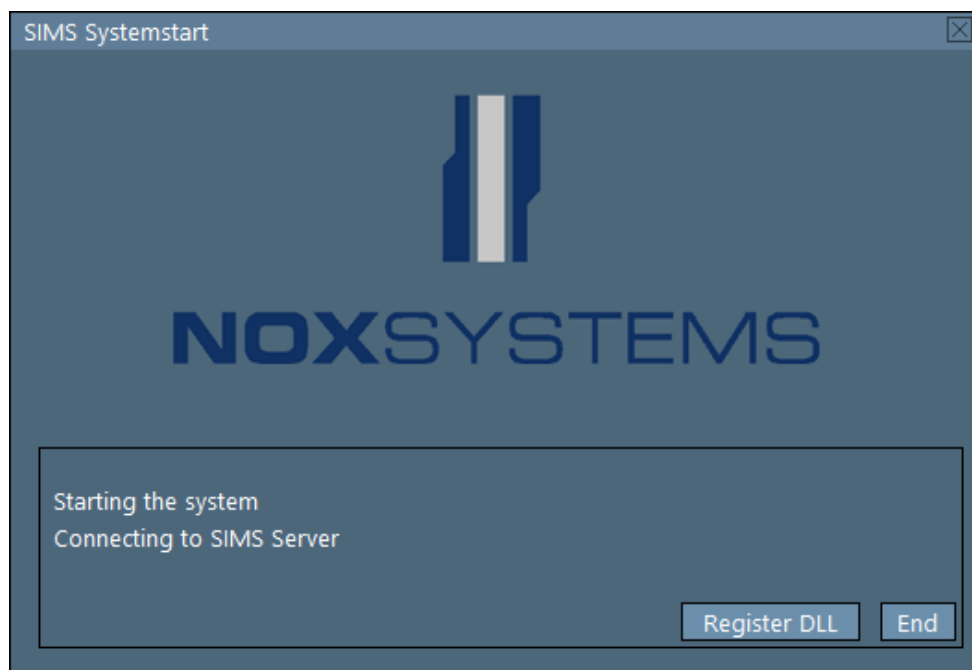 SIMS Systemstart
NOXSYSTEMS
Starting the system
Connecting to SIMS Server
Register DLL End